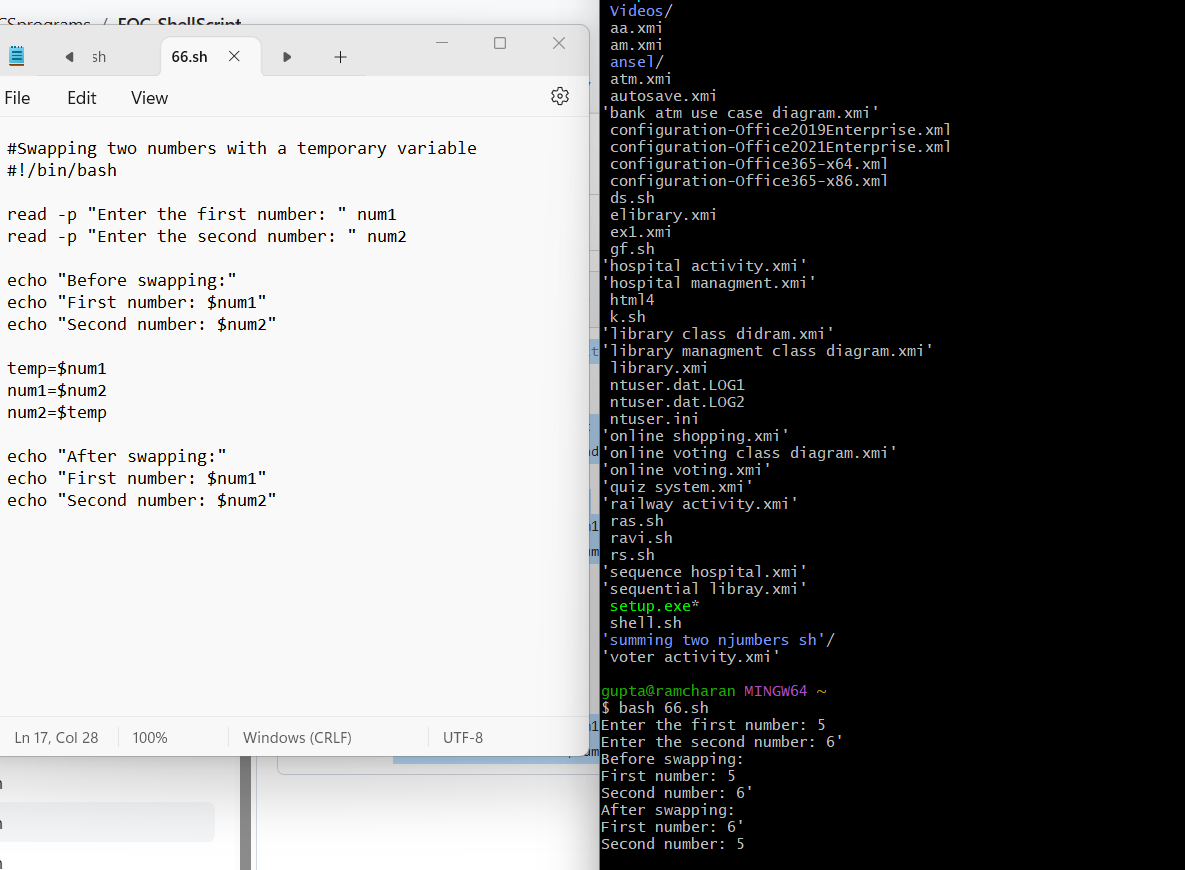 FOC-ShellScript
sh
66.sh
File
Edit
View
#Swapping two numbers with a temporary variable
#!/bin/bash
read -p "Enter the first number: " num1
read -p "Enter the second number: " num2
echo "Before swapping:"
echo "First number: $num1"
echo "Second number: $num2"
temp=$num1
num1=$num2
num2=$temp
echo "After swapping:"
echo "First number: $num1"
echo "Second number: $num2"
Ln 17, Col 28
100%
Windows (CRLF)
UTF-8
Videos/
aa.xmi
am.xmi
ansel/
atm.xmi
autosave.xmi
'bank atm use case diagram.xmi'
configuration-Office2019Enterprise.xml
configuration-Office2021Enterprise.xml
configuration-Office365-x64.xml
configuration-Office365-x86.xml
ds.sh
elibrary.xmi
ex1.xmi
gf.sh
'hospital activity.xmi'
'hospital managment.xmi'
html4
k.sh
'library class didram.xmi'
'library managment class diagram.xmi'
library.xmi
ntuser.dat.LOG1
ntuser.dat.LOG2
ntuser.ini
'online shopping.xmi'
'online voting class diagram.xmi'
'online voting.xmi'
'quiz system.xmi'
'railway activity.xmi'
ras.sh
ravi.sh
rs.sh
'sequence hospital.xmi'
'sequential libray.xmi'
setup.exe*
shell.sh
'summing two njumbers sh'/
'voter activity.xmi'
gupta@ramcharan MINGW64 ~
$ bash 66.sh
Enter the first number: 5
Enter the second number: 6'
Before swapping:
First number: 5
Second number: 6'
After swapping:
First number: 6'
Second number: 5